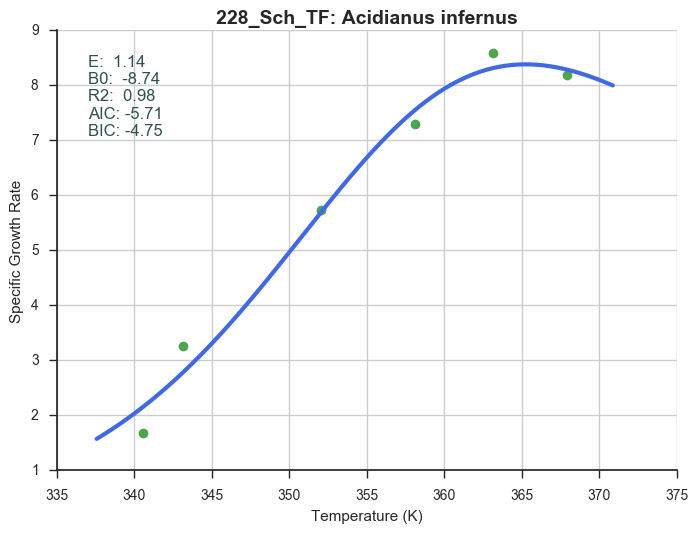 228_Sch_TF: Acidianus infernus
E:  1.14
B0:  -8.74
R2:  0.98
AIC: -5.71
BIC: -4.75
9
8
7
6
5
4
3
2
1
Specific Growth Rate
335 340 345 350 355 360 365 370 375
Temperature (K)